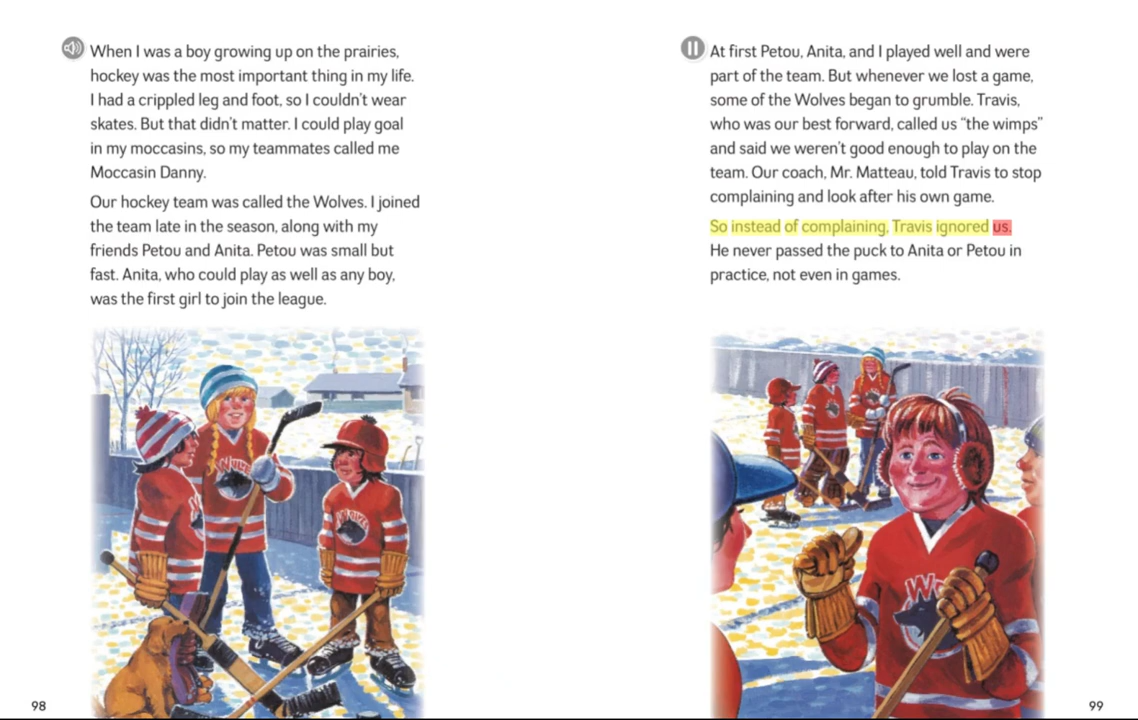 When I was a boy growing up on the prairies,
hockey was the most important thing in my life.
I had a crippled leg and foot, so I couldn't wear
skates. But that didn't matter. I could play goal
in my moccasins, so my teammates called me
Moccasin Danny.
Our hockey team was called the Wolves. I joined
the team late in the season, along with my
friends Petou and Anita. Petou was small but
fast. Anita, who could play as well as any boy,
was the first girl to join the league.
98
At first Petou, Anita, and I played well and were
part of the team. But whenever we lost a game,
some of the Wolves began to grumble. Travis,
who was our best forward, called us “the wimps”
and said we weren't good enough to play on the
team. Our coach, Mr. Matteau, told Travis to stop
complaining and look after his own game.
So instead of complaining, Travis ignored us.
He never passed the puck to Anita or Petou in
practice, not even in games.
99